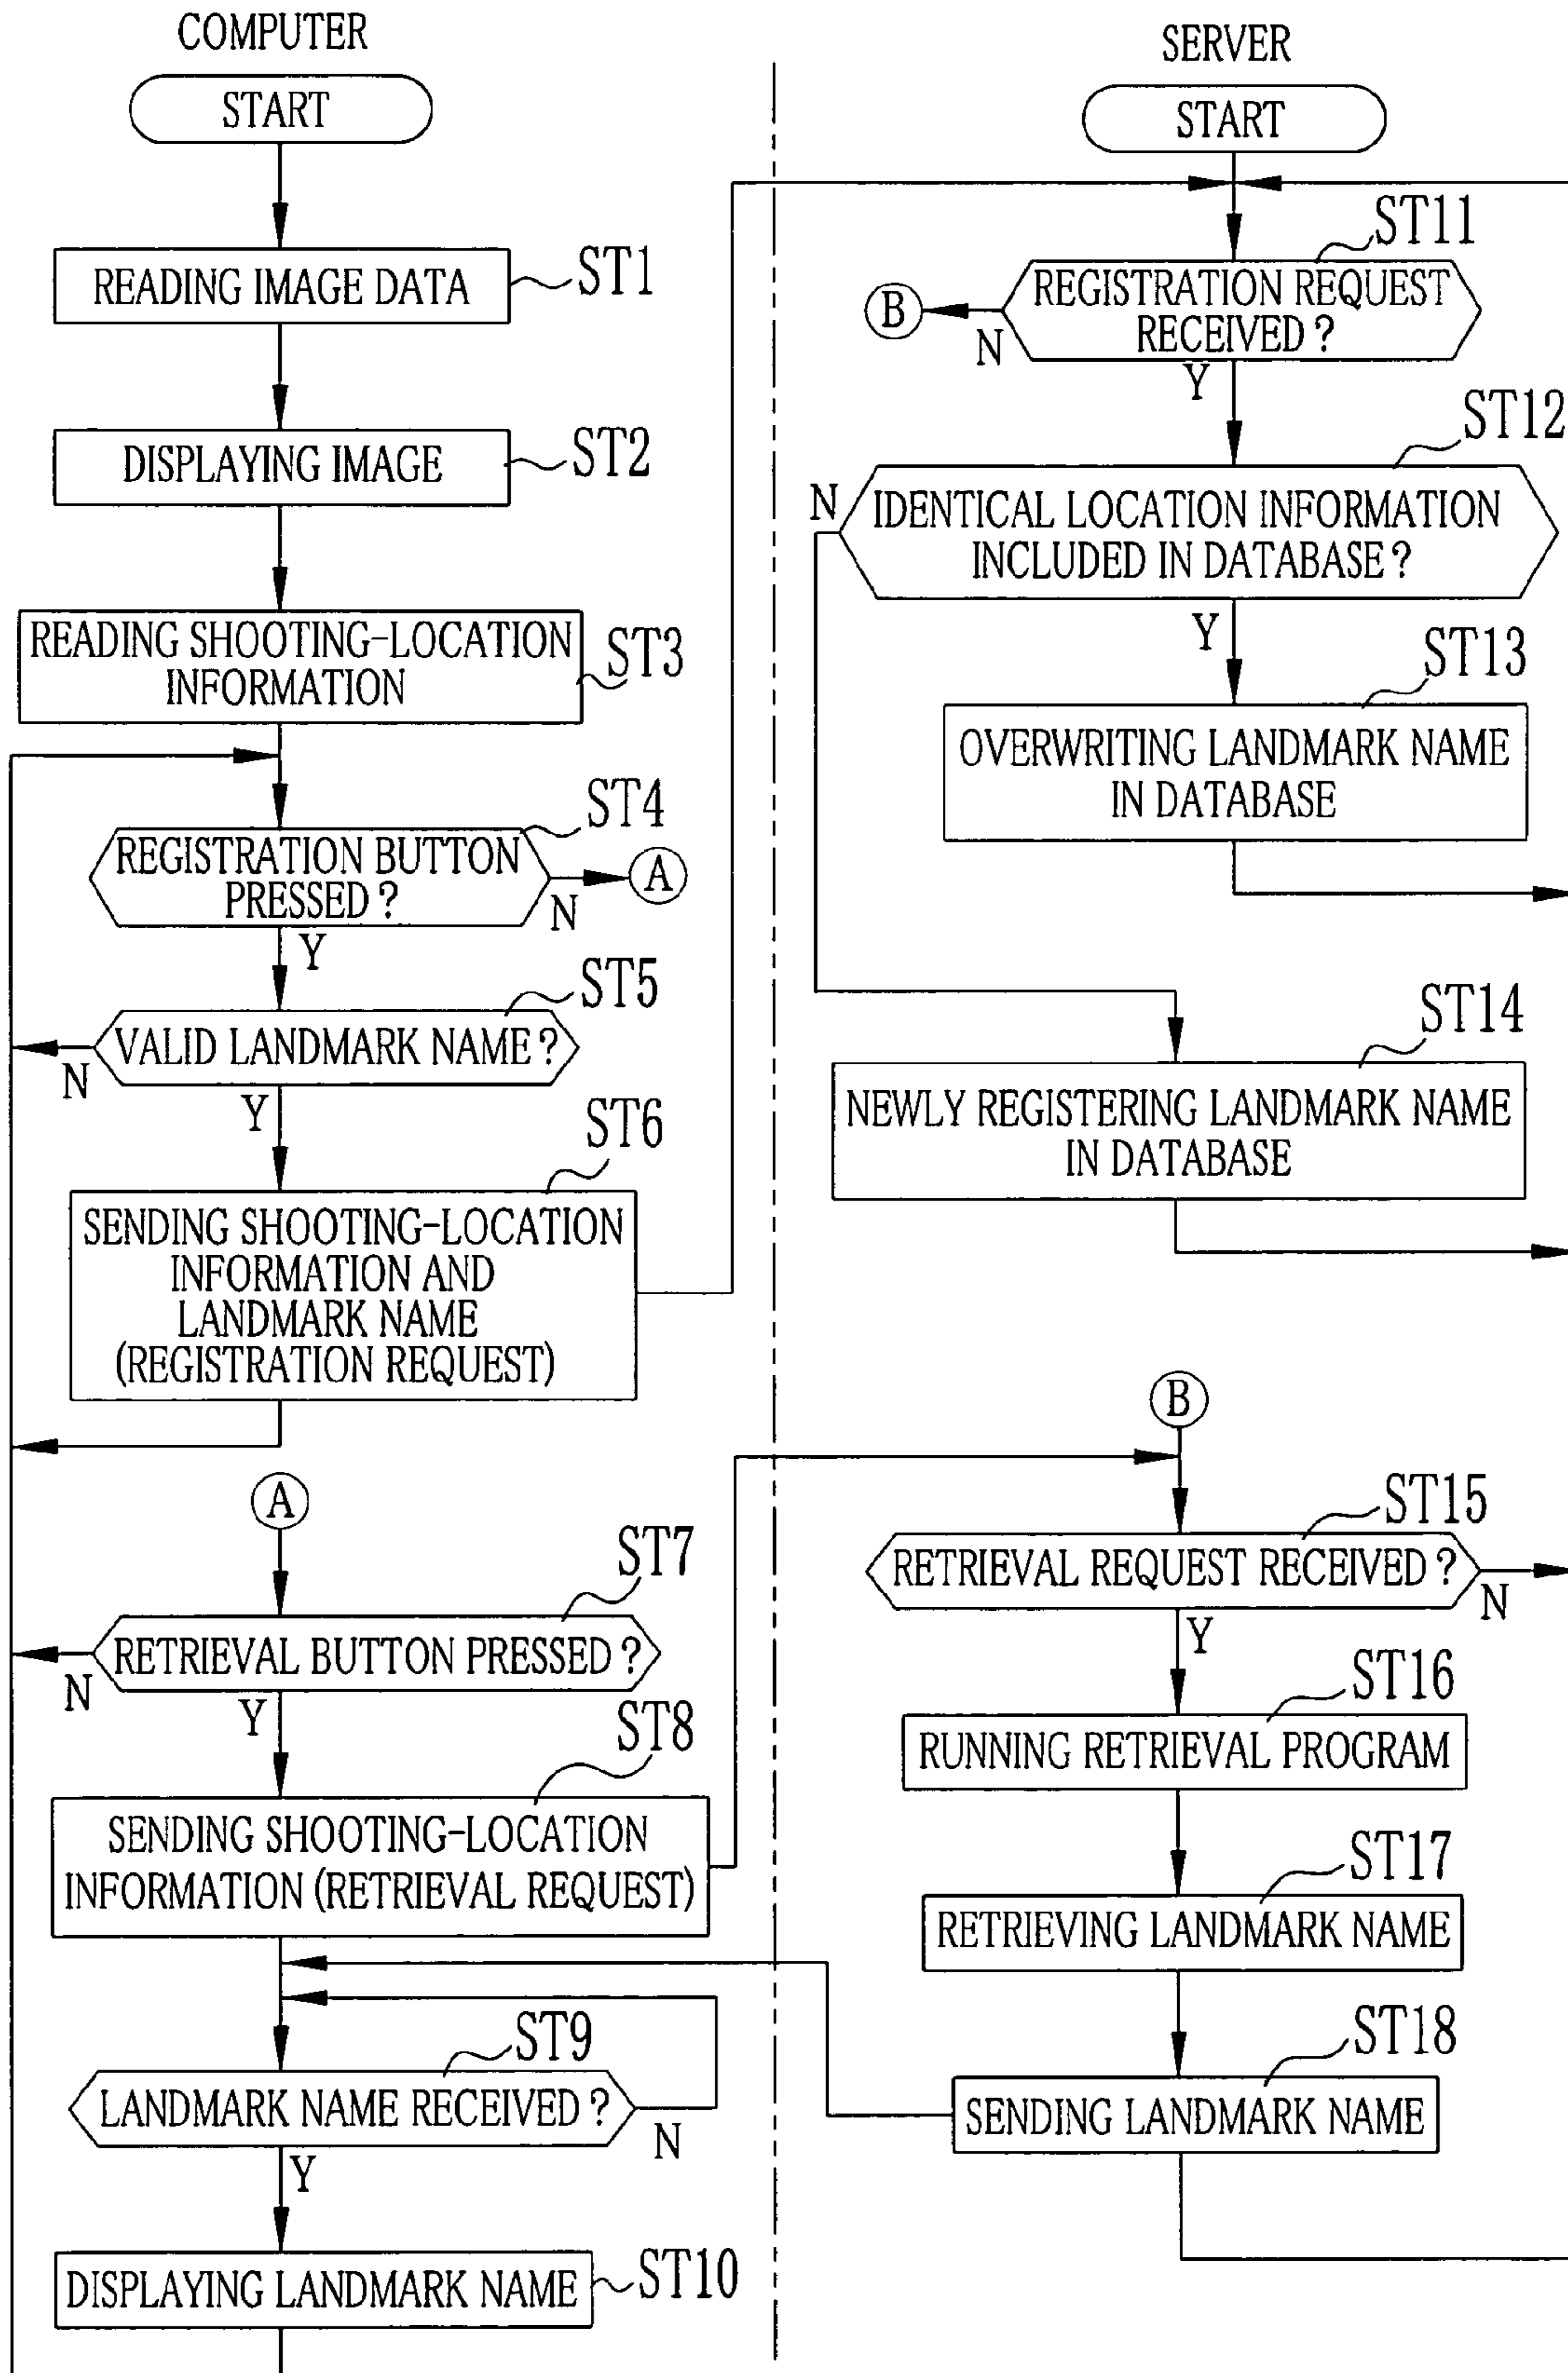 COMPUTER
START
READING IMAGE DATA
ST1
DISPLAYING IMAGE
ST2
READING SHOOTING-LOCATION
INFORMATION
ST3
ST4
REGISTRATION BUTTON
PRESSED?
A
N
Y
ST5
VALID LANDMARK NAME?
N
Y
ST6
SENDING SHOOTING-LOCATION
INFORMATION AND
LANDMARK NAME
(REGISTRATION REQUEST)
A
ST7
RETRIEVAL BUTTON PRESSED?
N
Y
ST8
SENDING SHOOTING-LOCATION
INFORMATION (RETRIEVAL REQUEST)
ST9
LANDMARK NAME RECEIVED?
N
Y
DISPLAYING LANDMARK NAME
ST10
SERVER
START
ST11
REGISTRATION REQUEST
RECEIVED?
B
N
Y
ST12
N
IDENTICAL LOCATION INFORMATION
INCLUDED IN DATABASE?
Y
ST13
OVERWRITING LANDMARK NAME
IN DATABASE
ST14
NEWLY REGISTERING LANDMARK NAME
IN DATABASE
B
ST15
RETRIEVAL REQUEST RECEIVED?
N
Y
ST16
RUNNING RETRIEVAL PROGRAM
ST17
RETRIEVING LANDMARK NAME
ST18
SENDING LANDMARK NAME